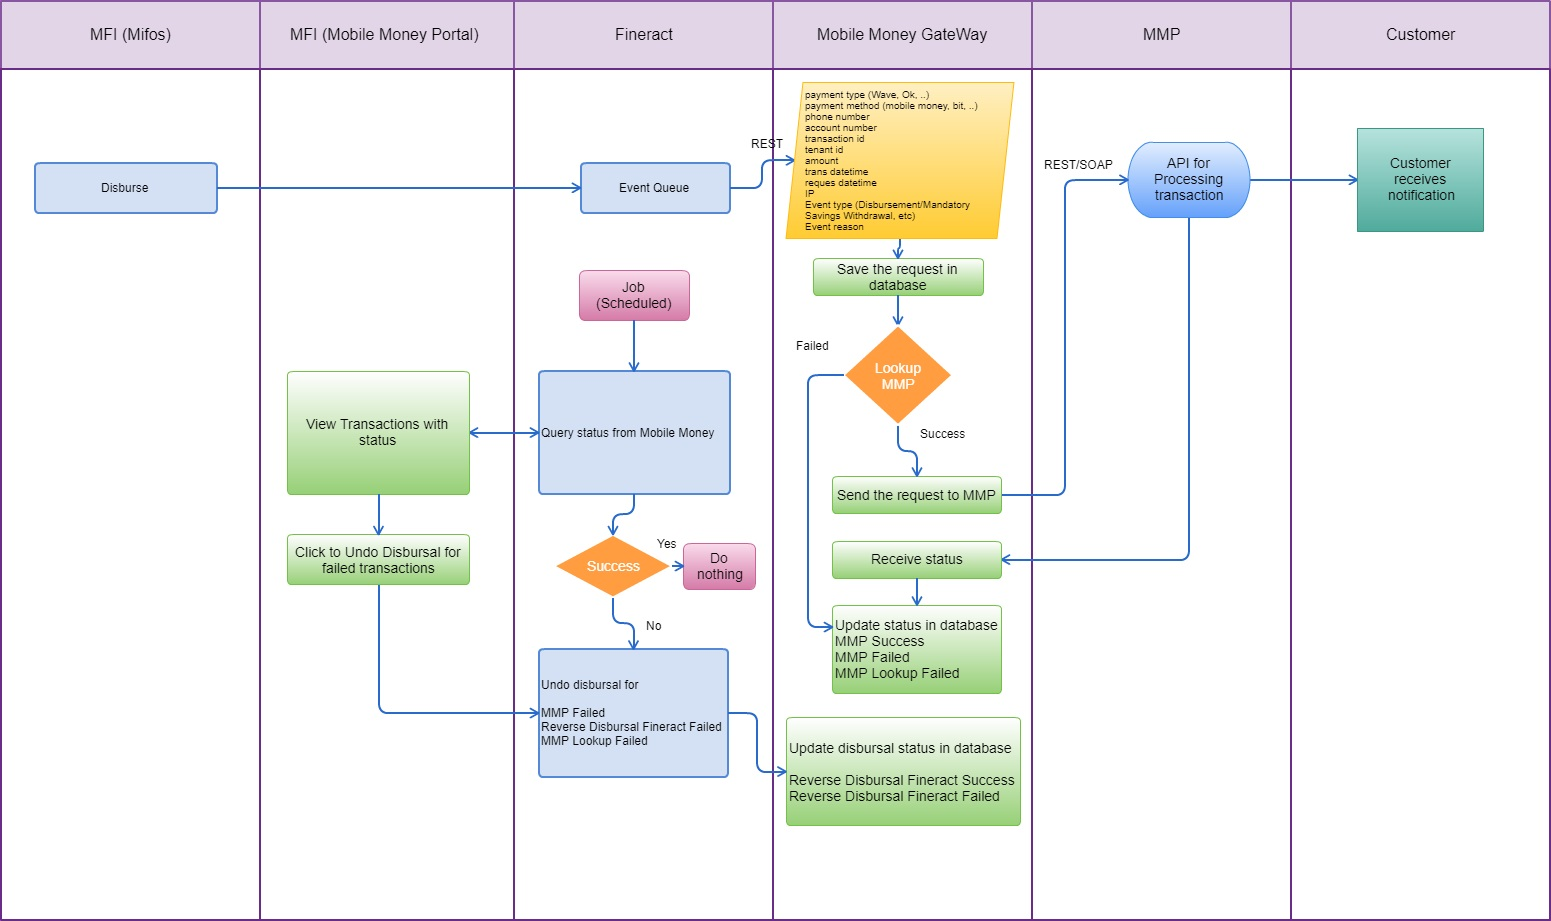 MFI (Mifos)
MFI (Mobile Money Portal)
Fineract
Mobile Money GateWay
MMP
Customer
Disburse
Event Queue
REST
payment type (Wave, Ok, ..)
payment method (mobile money, bit, ..)
phone number
account number
transaction id
tenant id
amount
trans datetime
reques datetime
IP
Event type (Disbursement/Mandatory
Savings Withdrawal, etc)
Event reason
REST/SOAP
API for
Processing
transaction
Customer
receives
notification
Save the request in
database
Job
(Scheduled)
Failed
Lookup
MMP
Success
View Transactions with
status
Query status from Mobile Money
Send the request to MMP
Click to Undo Disbursal for
failed transactions
Success
Yes
Do
nothing
No
Receive status
Update status in database
MMP Success
MMP Failed
MMP Lookup Failed
Undo disbursal for
MMP Failed
Reverse Disbursal Fineract Failed
MMP Lookup Failed
Update disbursal status in database
Reverse Disbursal Fineract Success
Reverse Disbursal Fineract Failed